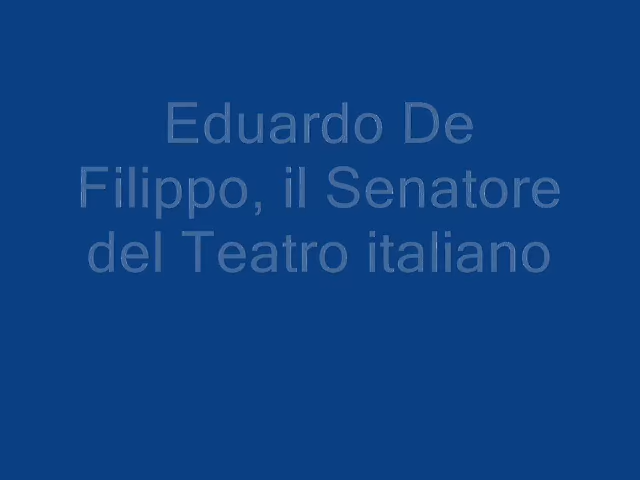 Eduardo De
Filippo, il Senatore
del Teatro italiano